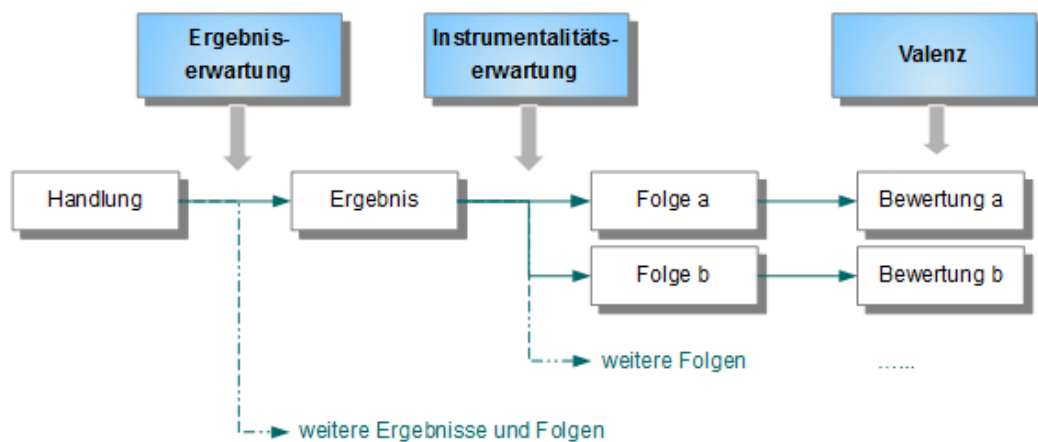 Ergebnis-
erwartung
Instrumentalitäts-
erwartung
Valenz
Handlung
Ergebnis
Folge a
Bewertung a
Folge b
Bewertung b
weitere Folgen
......
weitere Ergebnisse und Folgen